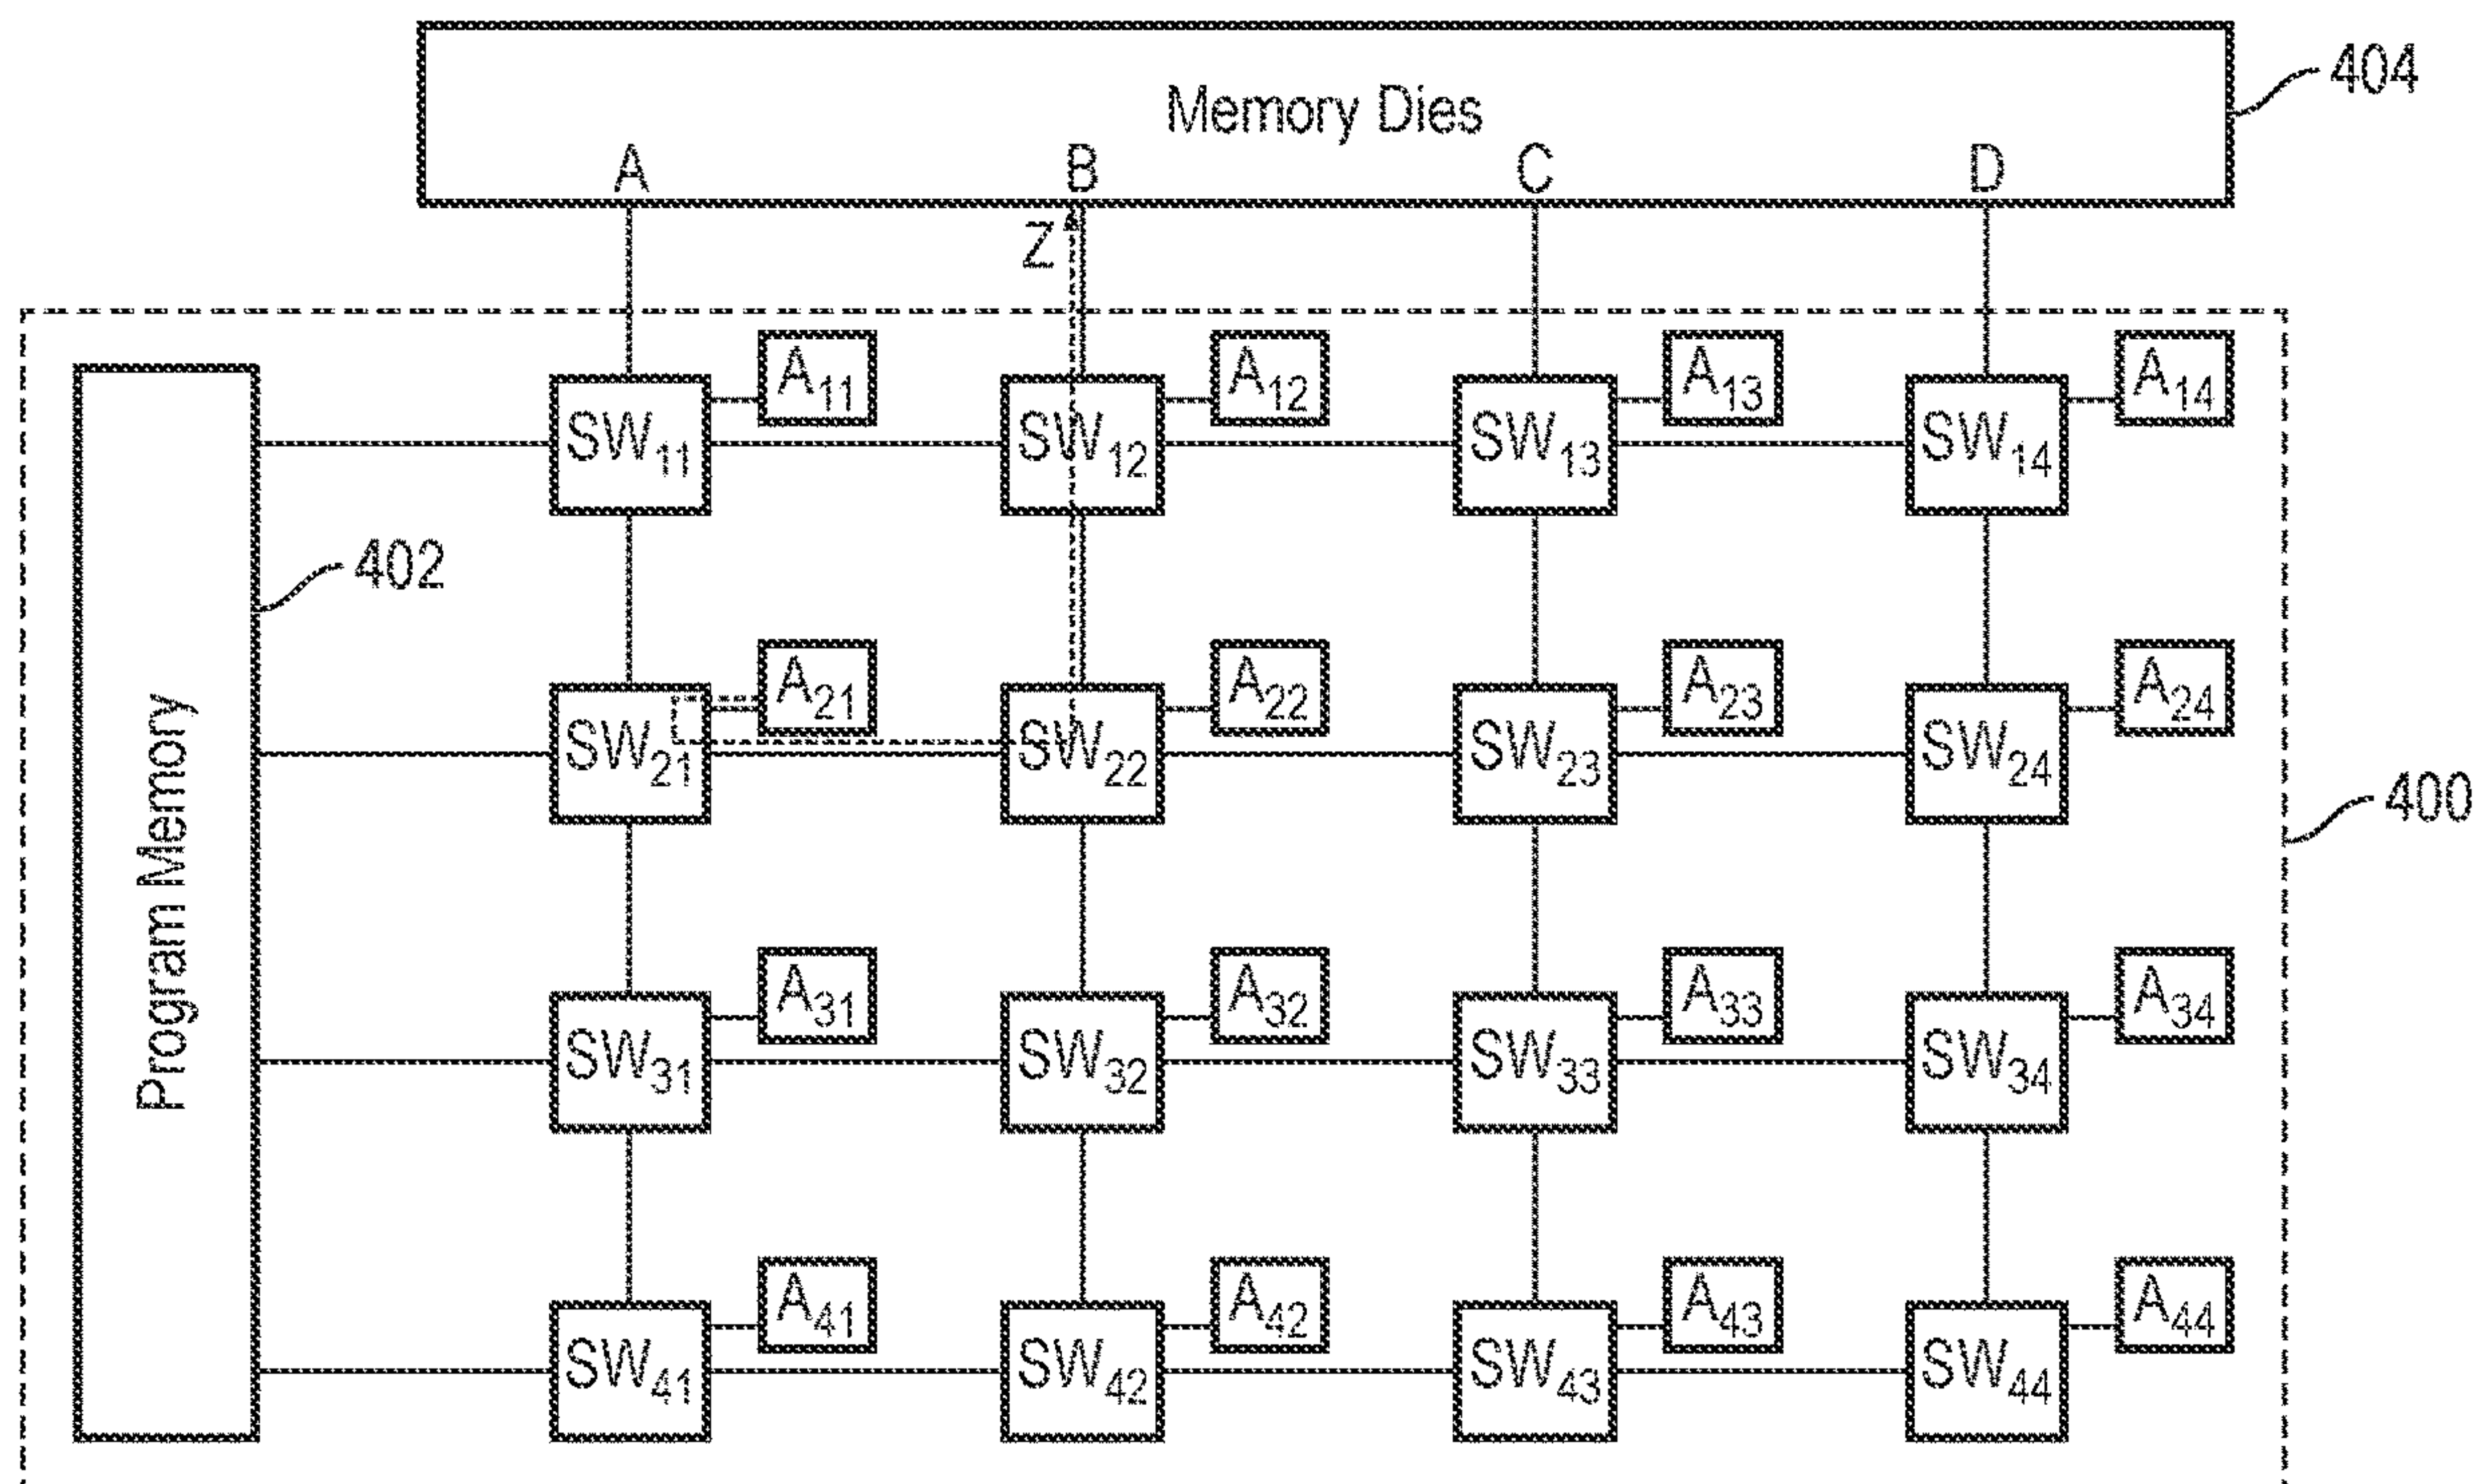 Memory Dies
404
A B C D
Z
A11 A12 A13 A14
SW11 SW12 SW13 SW14
402
A21 A22 A23 A24
SW21 SW22 SW23 SW24
400
Program Memory
A31 A32 A33 A34
SW31 SW32 SW33 SW34
A41 A42 A43 A44
SW41 SW42 SW43 SW44